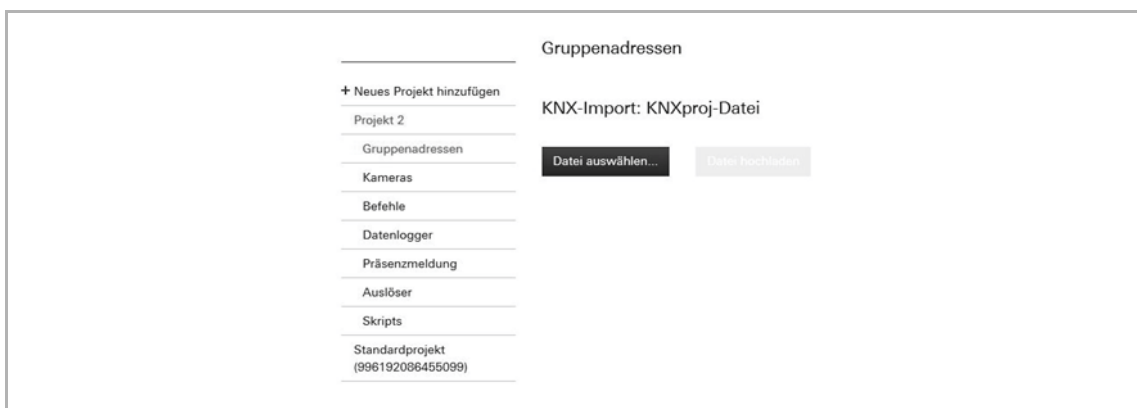 Gruppenadressen
+ Neues Projekt hinzufügen
KNX-Import: KNXproj-Datei
Projekt 2
Gruppenadressen
Datei auswählen...
Datei hochladen
Kameras
Befehle
Datenlogger
Präsenzmeldung
Auslöser
Skripts
Standardprojekt
(996192086455099)